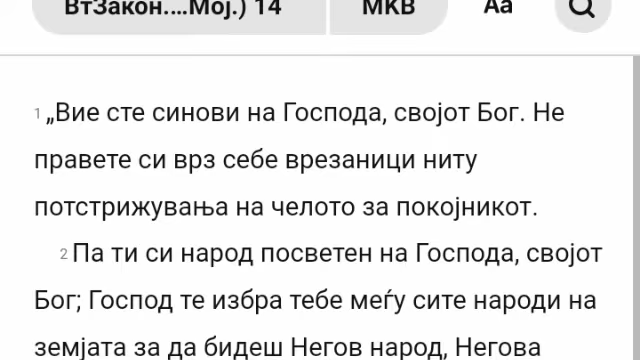 ВтЗакон.…Мој.) 14 МКВ Aa
1 „Вие сте синови на Господа, својот Бог. Не
правете си врз себе врезаници ниту
потстрижувања на челото за покојникот.
2 Па ти си народ посветен на Господа, својот
Бог; Господ те избра тебе меѓу сите народи на
земјата за да бидеш Негов народ, Негова